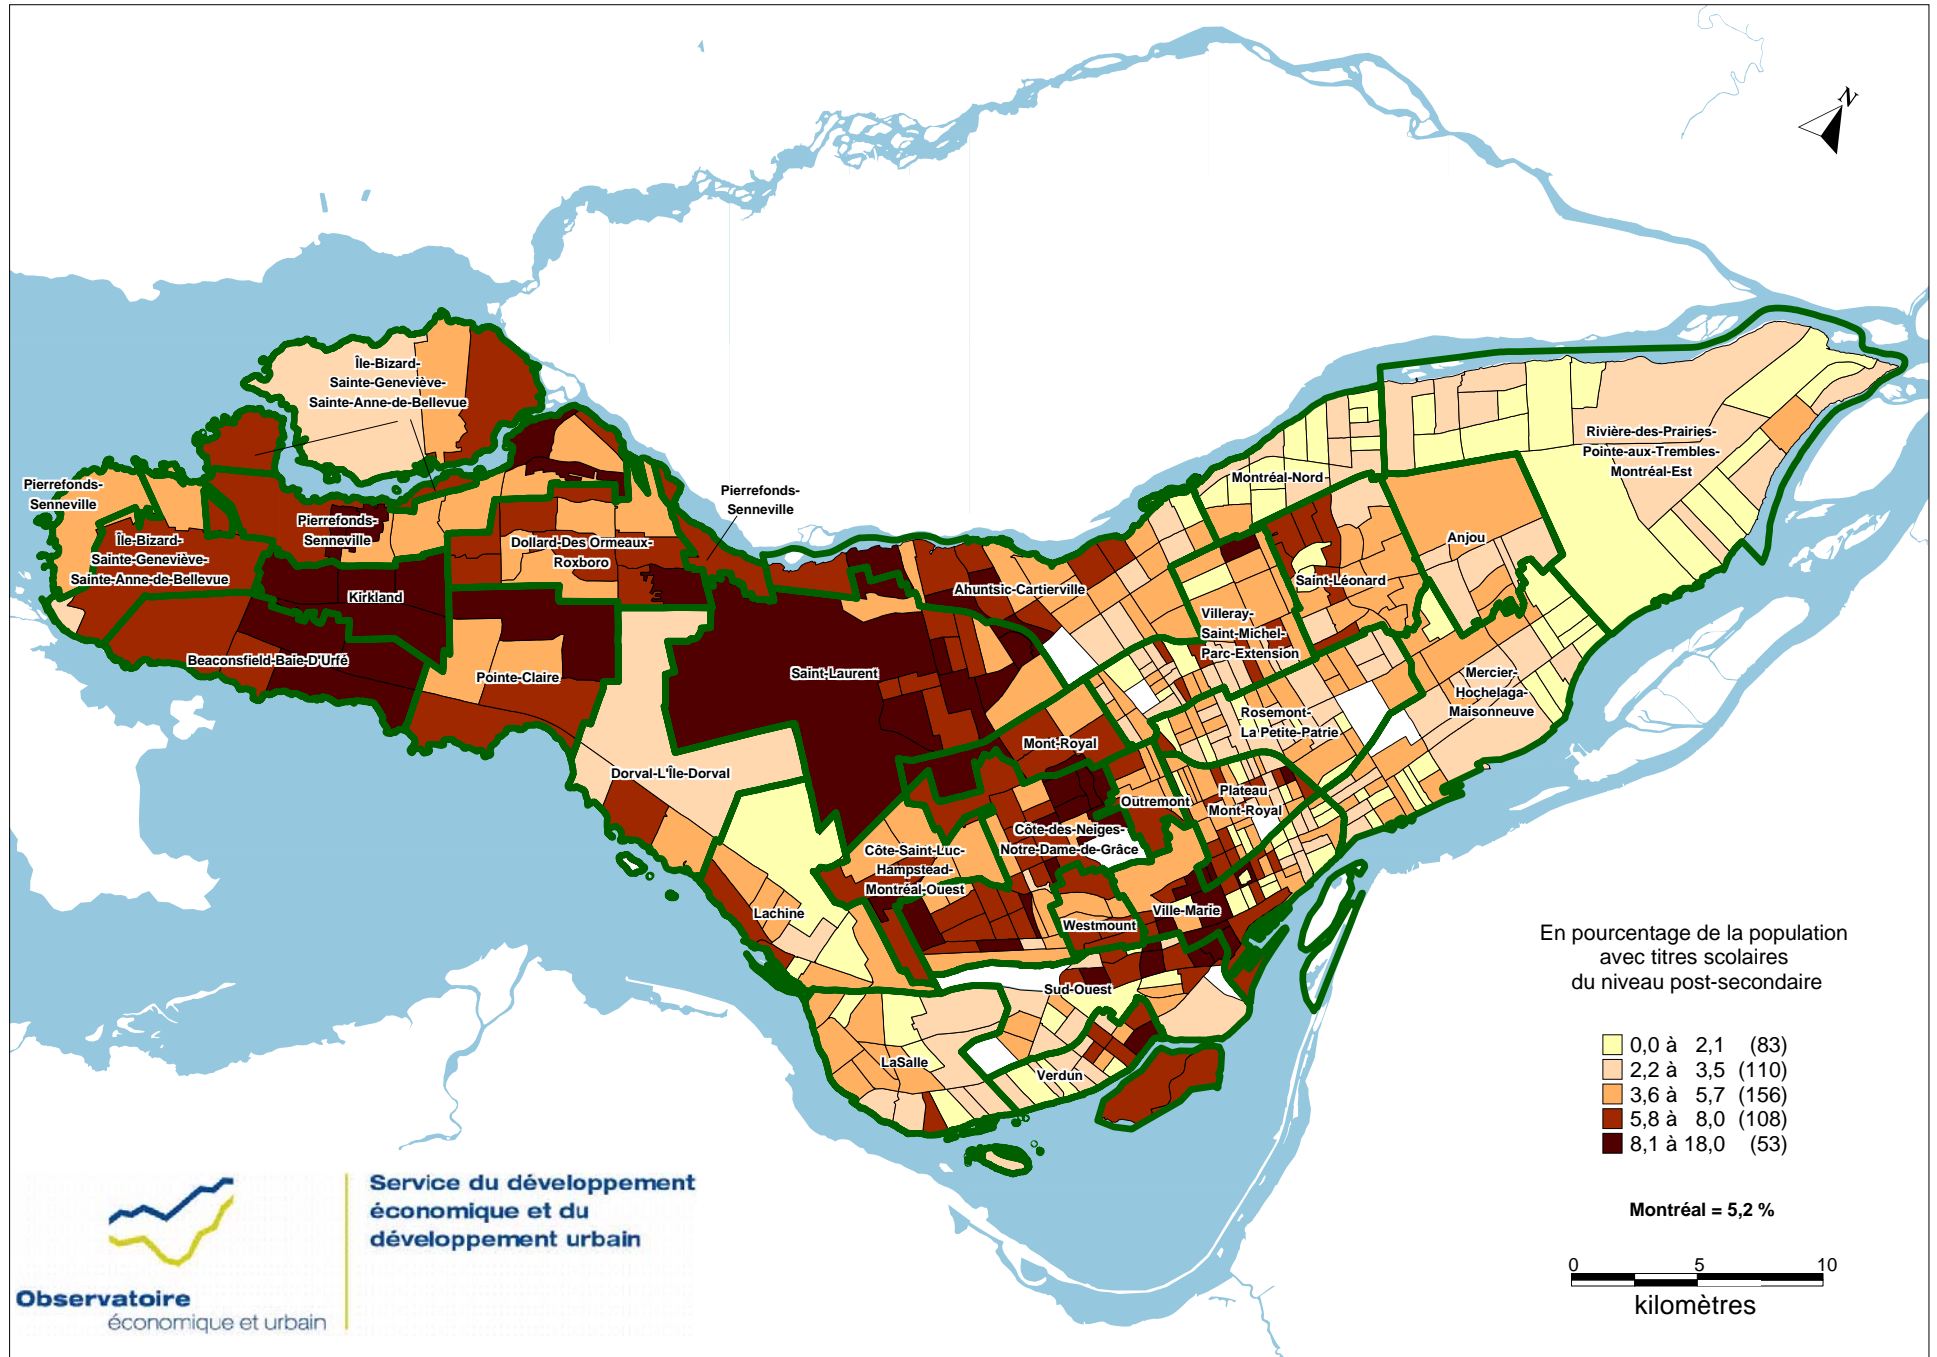 N
Île-Bizard-
Sainte-Geneviève-
Sainte-Anne-de-Bellevue
Pierrefonds-
Senneville
Île-Bizard-
Sainte-Geneviève-
Sainte-Anne-de-Bellevue
Pierrefonds-
Senneville
Dollard-Des Ormeaux-
Roxboro
Pierrefonds-
Senneville
Kirkland
Beaconsfield-Baie-D'Urfé
Pointe-Claire
Saint-Laurent
Dorval-L'Île-Dorval
Ahuntsic-Cartierville
Montréal-Nord
Rivière-des-Prairies-
Pointe-aux-Trembles-
Montréal-Est
Anjou
Saint-Léonard
Villeray-
Saint-Michel-
Parc-Extension
Mercier-
Hochelaga-
Maisonneuve
Rosemont-
La Petite-Patrie
Mont-Royal
Outremont
Plateau
Mont-Royal
Côte-des-Neiges-
Notre-Dame-de-Grâce
Côte-Saint-Luc-
Hampstead-
Montréal-Ouest
Lachine
Westmount
Ville-Marie
Sud-Ouest
LaSalle
Verdun
En pourcentage de la population
avec titres scolaires
du niveau post-secondaire
0,0 à 2,1 (83)
2,2 à 3,5 (110)
3,6 à 5,7 (156)
5,8 à 8,0 (108)
8,1 à 18,0 (53)
Montréal = 5,2 %
0 5 10
kilomètres
Service du développement
économique et du
développement urbain
Observatoire
économique et urbain